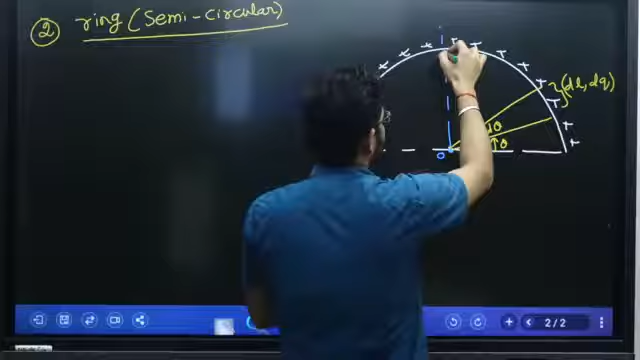 ② ring (Semi-Circular)
+ + + + + + + + + +
} (dl, dq)
dθ
↑θ
O
2/2